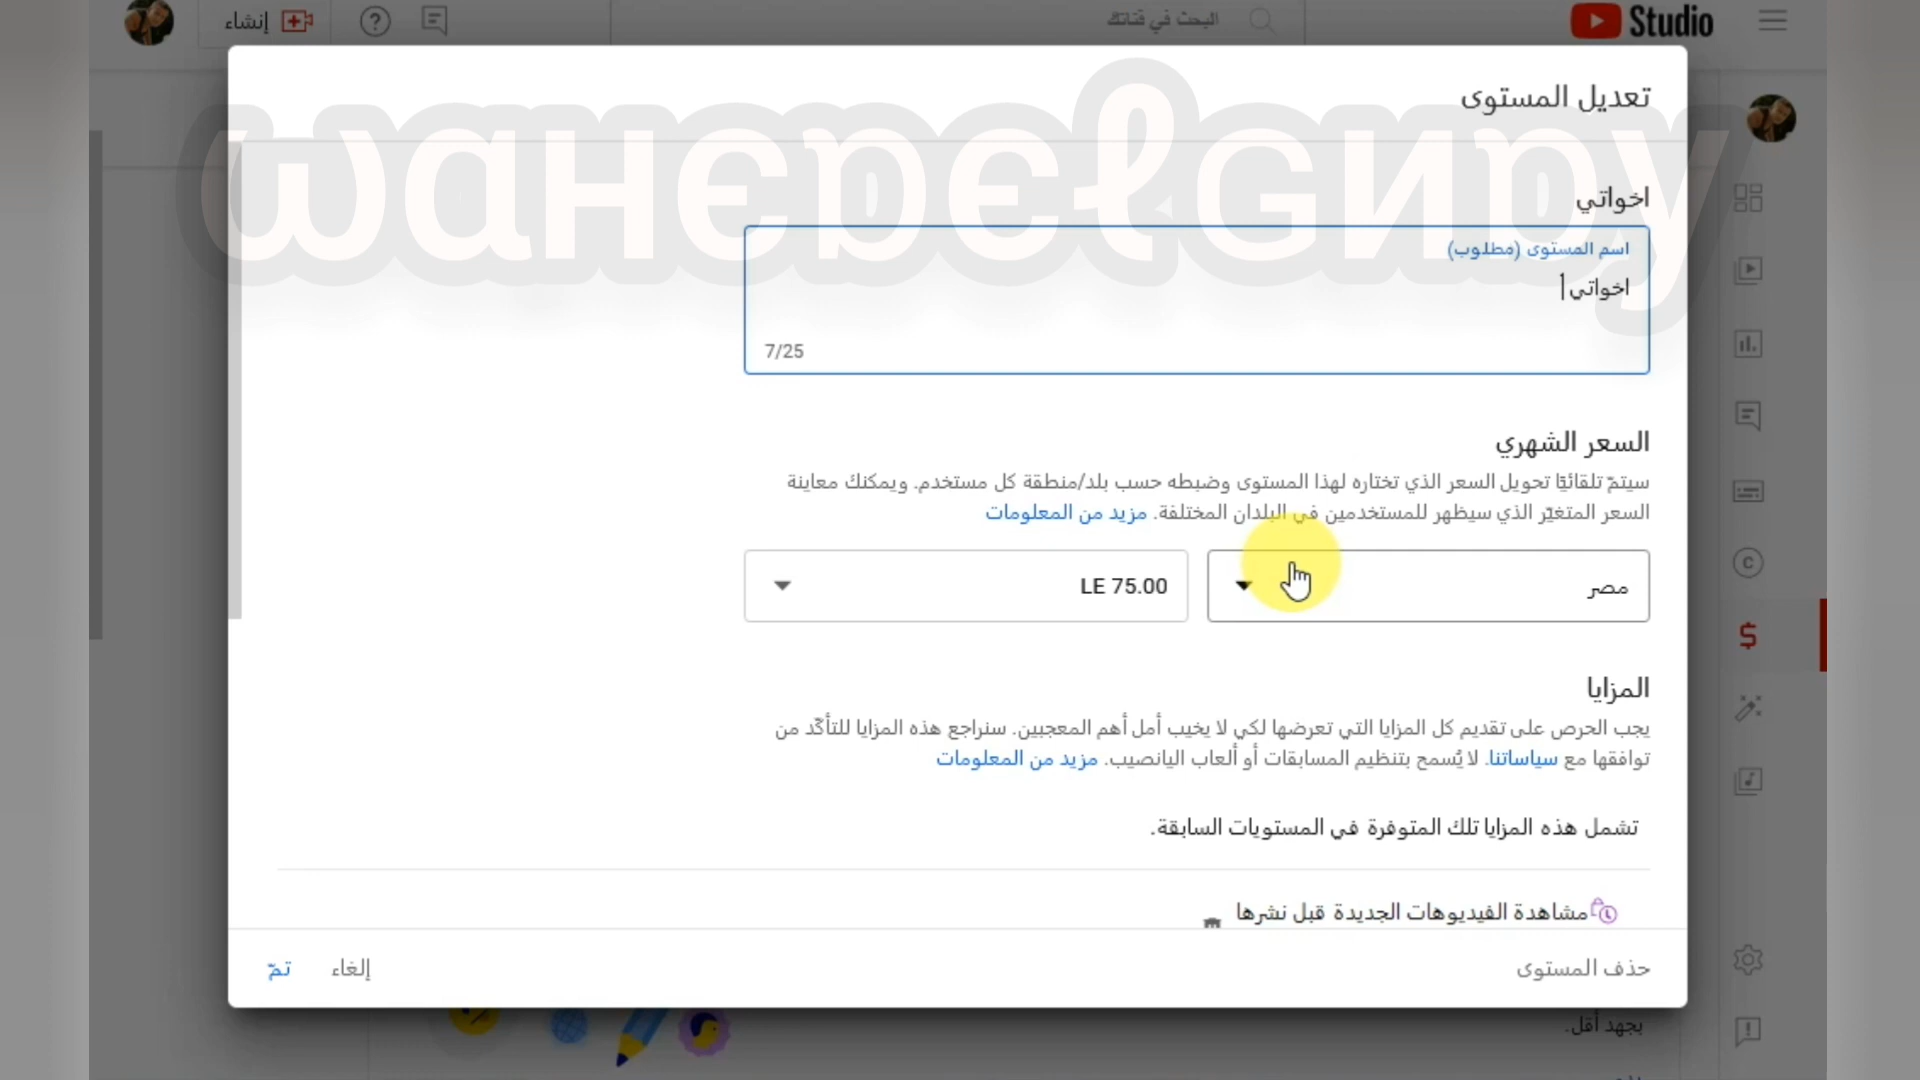 Studio
البحث في قناتك
إنشاء
تعديل المستوى
wahedelgndy
اخواتي
اسم المستوى (مطلوب)
اخواتي
7/25
السعر الشهري
سيتمّ تلقائيًا تحويل السعر الذي تختاره لهذا المستوى وضبطه حسب بلد/منطقة كل مستخدم. ويمكنك معاينة
السعر المتغيّر الذي سيظهر للمستخدمين في البلدان المختلفة. مزيد من المعلومات
مصر
LE 75.00
المزايا
يجب الحرص على تقديم كل المزايا التي تعرضها لكي لا يخيب أمل أهم المعجبين. سنراجع هذه المزايا للتأكّد من
توافقها مع سياساتنا. لا يُسمح بتنظيم المسابقات أو ألعاب اليانصيب. مزيد من المعلومات
تشمل هذه المزايا تلك المتوفرة في المستويات السابقة.
مشاهدة الفيديوهات الجديدة قبل نشرها
حذف المستوى
إلغاء
تمّ
بجهد أقل.